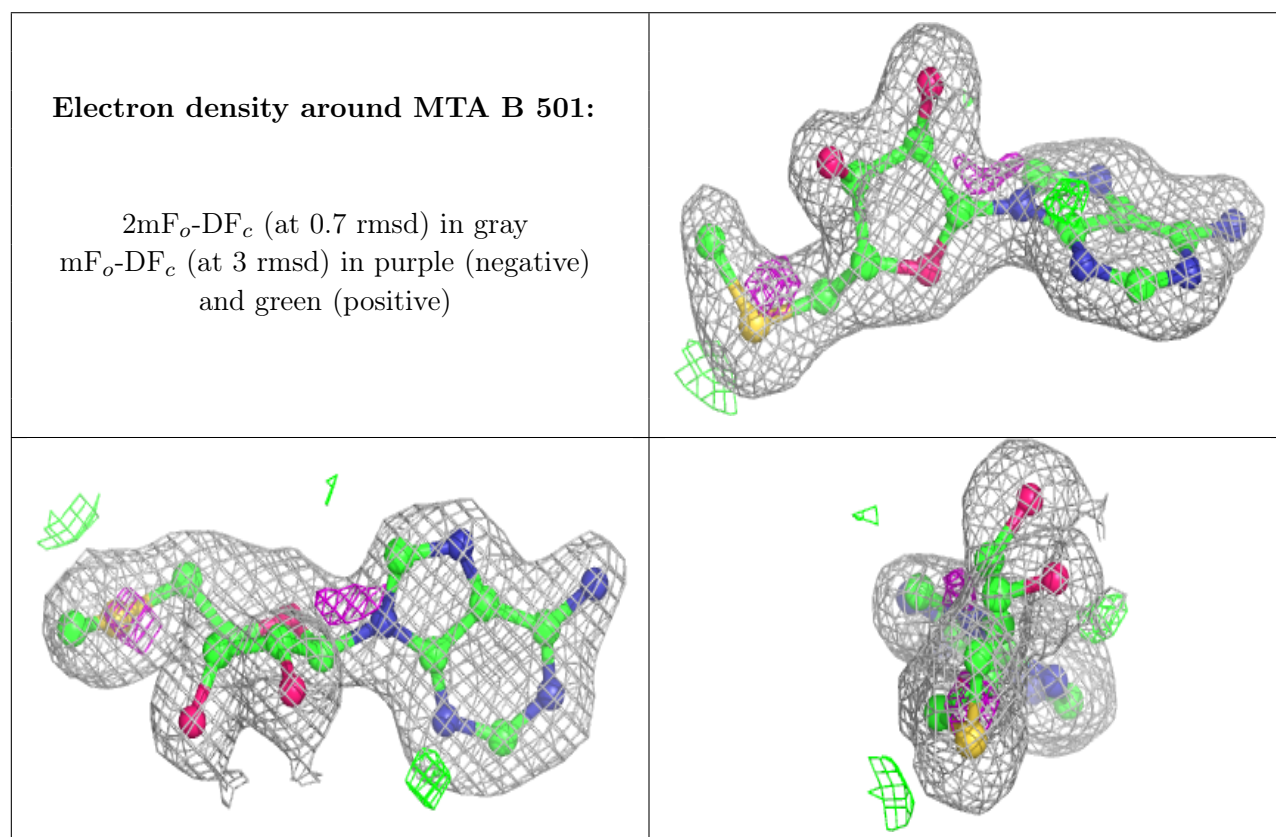 Electron density around MTA B 501:
2mFo-DFc (at 0.7 rmsd) in gray
mFo-DFc (at 3 rmsd) in purple (negative)
and green (positive)